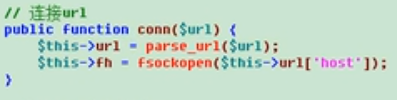 // 连接url
public function conn($url) {
$this->url = parse_url($url);
$this->fh = fsockopen($this->url['host']);
}